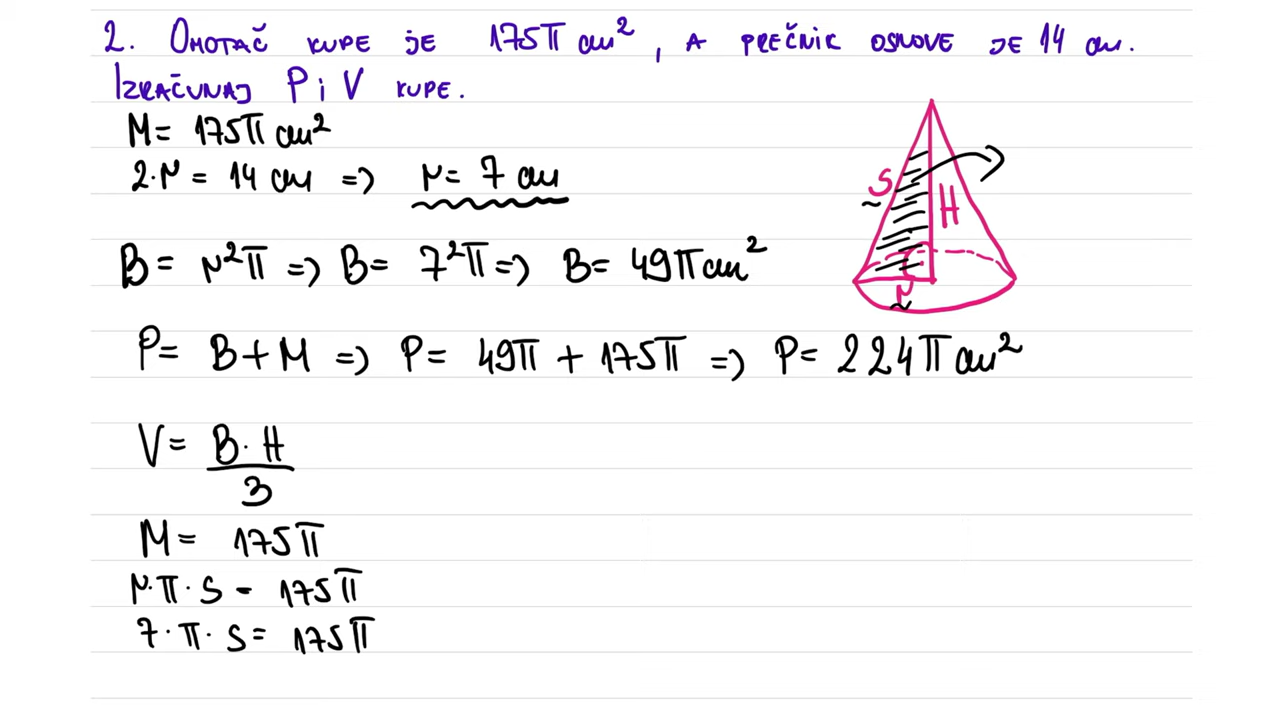 2. Omotač kupe je 175π cm², a prečnik osnove je 14 cm.
Izračunaj P i V kupe.
M = 175π cm²
2·r = 14 cm => r = 7 cm
B = r²π => B = 7²π => B = 49π cm²
P = B + M => P = 49π + 175π => P = 224π cm²
V = B·H / 3
M = 175π
r·π·s = 175π
7·π·s = 175π
s
H
r